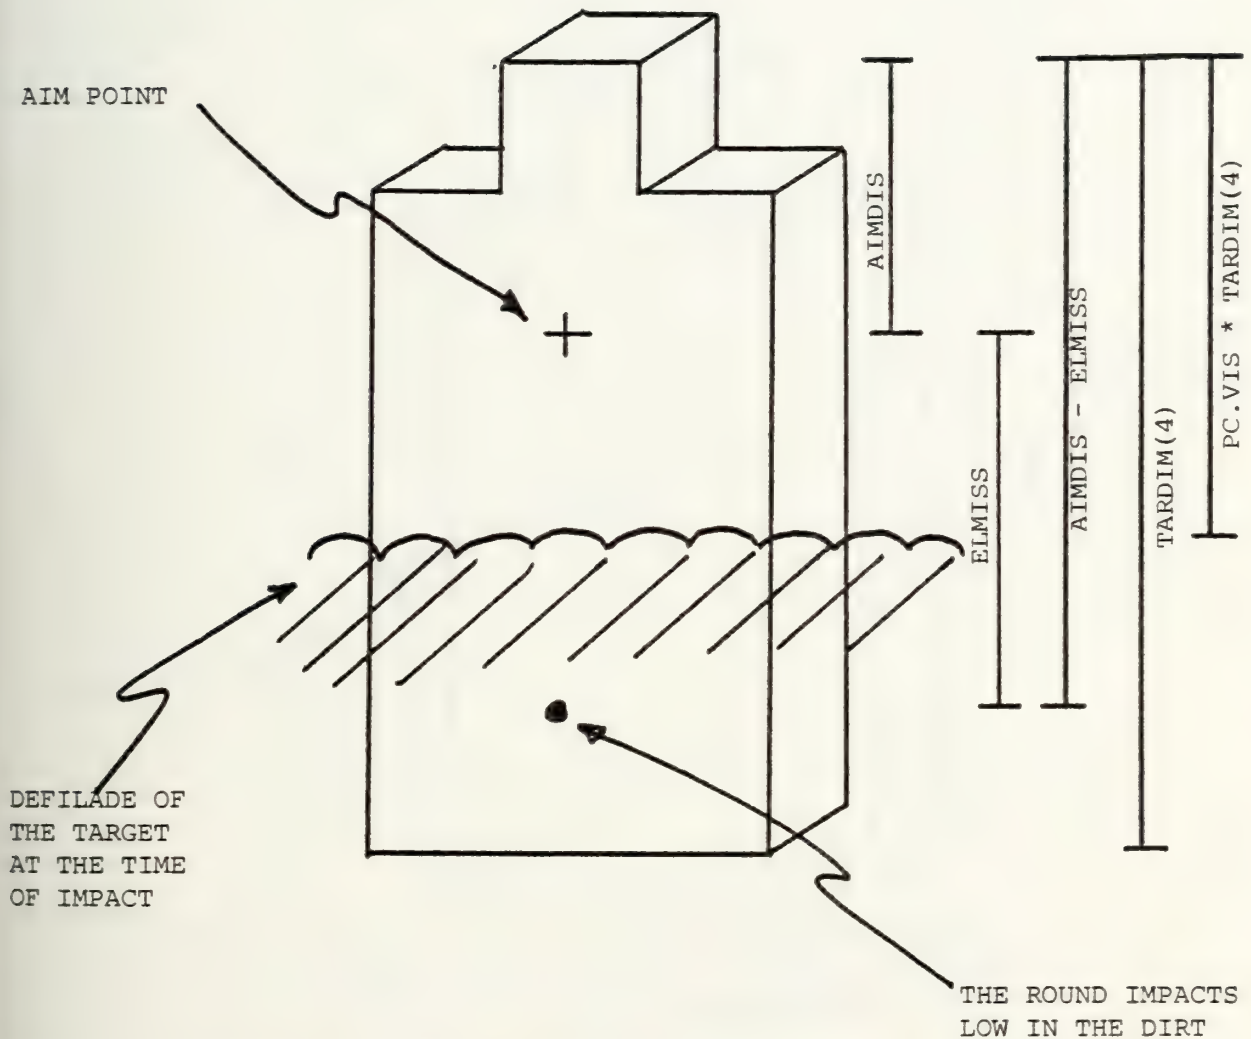 AIM POINT
AIMDIS
ELMISS
AIMDIS - ELMISS
TARDIM(4)
PC.VIS * TARDIM(4)
DEFILADE OF
THE TARGET
AT THE TIME
OF IMPACT
THE ROUND IMPACTS
LOW IN THE DIRT